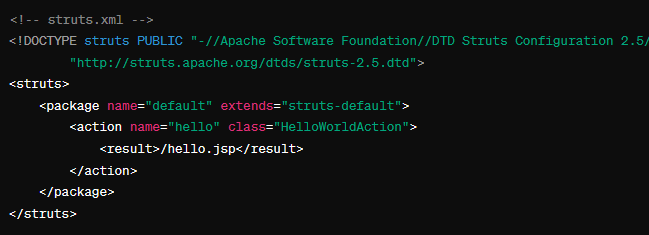 <!-- struts.xml -->
<!DOCTYPE struts PUBLIC "-//Apache Software Foundation//DTD Struts Configuration 2.5/
"http://struts.apache.org/dtds/struts-2.5.dtd">
<struts>
<package name="default" extends="struts-default">
<action name="hello" class="HelloWorldAction">
<result>/hello.jsp</result>
</action>
</package>
</struts>